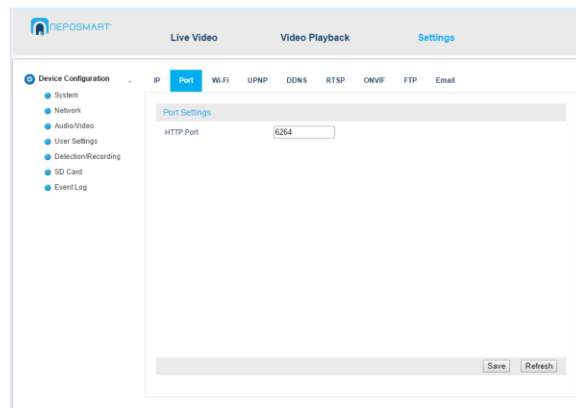 NEPOSMART
Live Video Video Playback Settings
Device Configuration
IP Port Wi-Fi UPNP DDNS RTSP ONVIF FTP Email
System
Network
Audio/Video
User Settings
Detection/Recording
SD Card
Event Log
Port Settings
HTTP Port 6264
Save Refresh